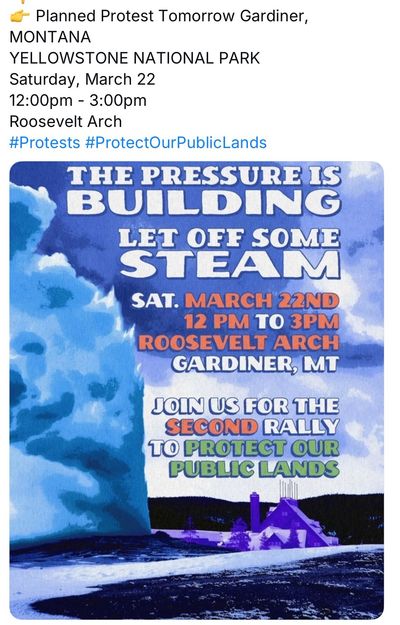 👉 Planned Protest Tomorrow Gardiner,
MONTANA
YELLOWSTONE NATIONAL PARK
Saturday, March 22
12:00pm - 3:00pm
Roosevelt Arch
#Protests #ProtectOurPublicLands
THE PRESSURE IS
BUILDING
LET OFF SOME
STEAM
SAT. MARCH 22ND
12 PM TO 3PM
ROOSEVELT ARCH
GARDINER, MT
JOIN US FOR THE
SECOND RALLY
TO PROTECT OUR
PUBLIC LANDS